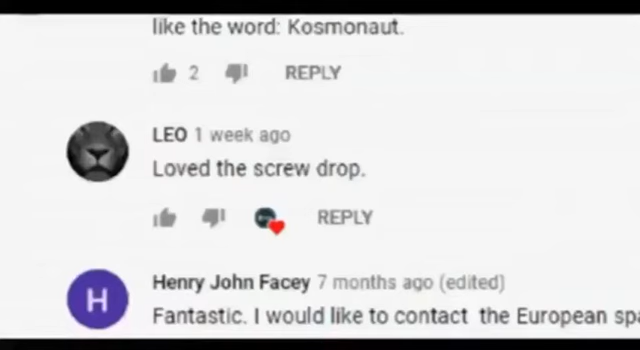 like the word: Kosmonaut.
2 REPLY
LEO 1 week ago
Loved the screw drop.
REPLY
H
Henry John Facey 7 months ago (edited)
Fantastic. I would like to contact the European spa